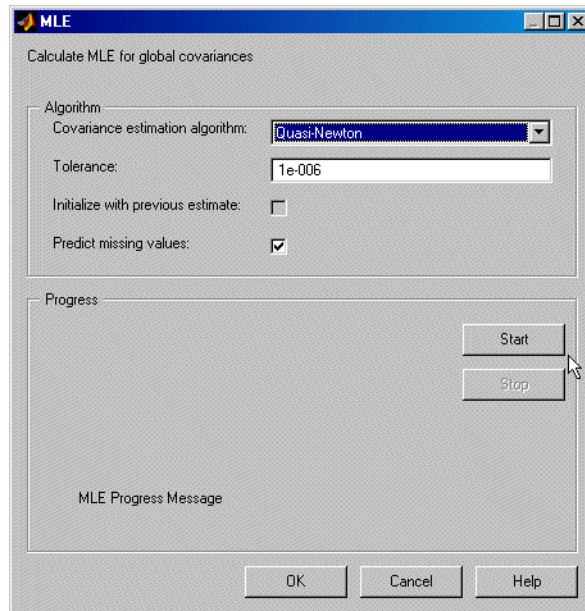 MLE
Calculate MLE for global covariances
Algorithm
Covariance estimation algorithm: Quasi-Newton
Tolerance: 1e-006
Initialize with previous estimate:
Predict missing values:
Progress
Start
Stop
MLE Progress Message
OK Cancel Help